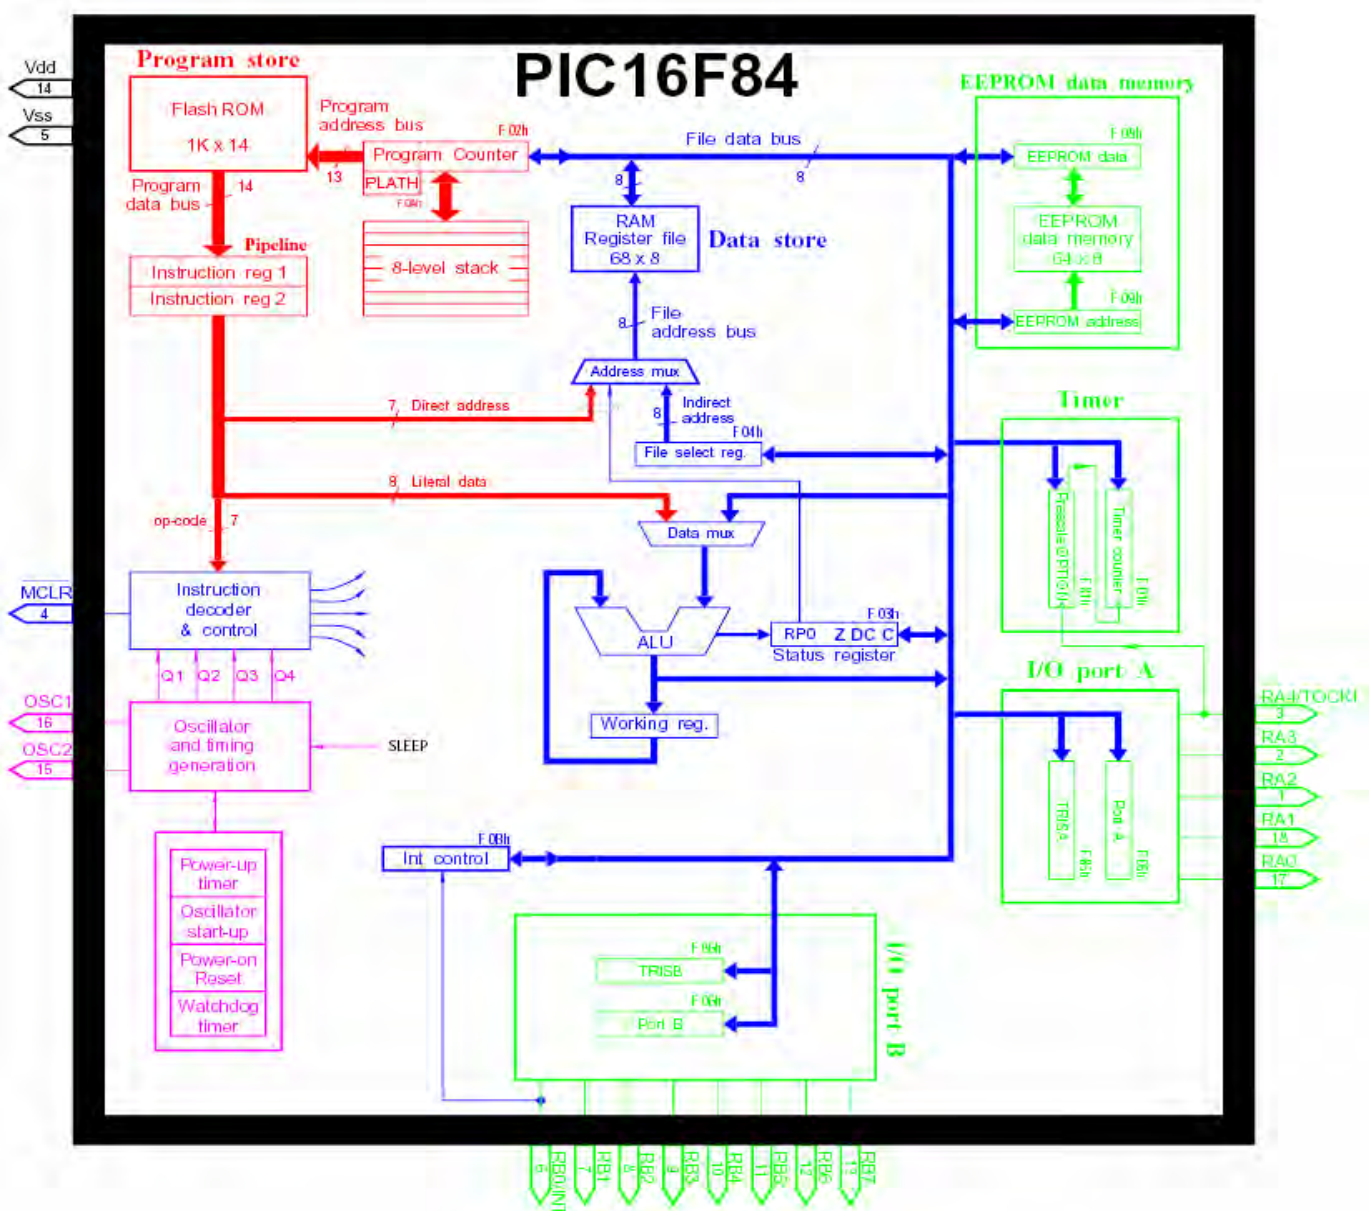 PIC16F84
Vdd
14
Vss
5
Program store
Flash ROM
1K x 14
Program
address bus
13
F 02h
Program Counter
PLATH
F 0Ah
Program
data bus
14
Pipeline
Instruction reg 1
Instruction reg 2
8-level stack
File data bus
8
8
RAM
Register file
68 x 8
Data store
8
File
address bus
Address mux
7
Direct address
8
Indirect
address
F 04h
File select reg.
8
Literal data
op-code
7
Data mux
MCLR
4
Instruction
decoder
& control
ALU
F 03h
RP0
Z DC C
Status register
Working reg.
Q1
Q2
Q3
Q4
OSC1
16
OSC2
15
Oscillator
and timing
generation
SLEEP
Power-up
timer
Oscillator
start-up
Power-on
Reset
Watchdog
timer
F 0Bh
Int control
EEPROM data memory
EEPROM data
EEPROM
data memory
64 x 8
F 09h
EEPROM address
Timer
Timer counter
F 01h
I/O port A
TRISA
Port A
RA4/TOCKI
3
RA3
2
RA2
1
RA1
18
RA0
17
I/O port B
TRISB
F 06h
Port B
RB0/INT
6
RB1
7
RB2
8
RB3
9
RB4
10
RB5
11
RB6
12
RB7
13